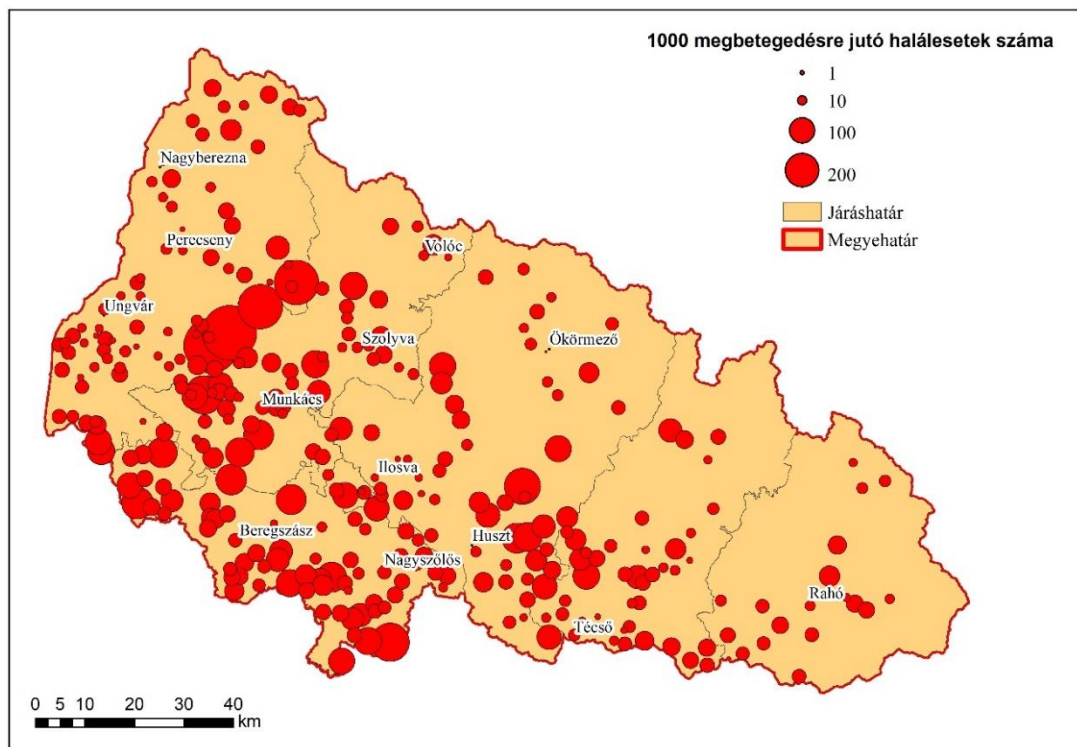 1000 megbetegedésre jutó halálesetek száma
1
10
100
200
Járáshatár
Megyehatár
Nagyberezna
Perecseny
Volóc
Ungvár
Szolyva
Ökörmező
Munkács
Ilosva
Beregszász
Huszt
Nagyszőlős
Rahó
Técső
0 5 10 20 30 40
km